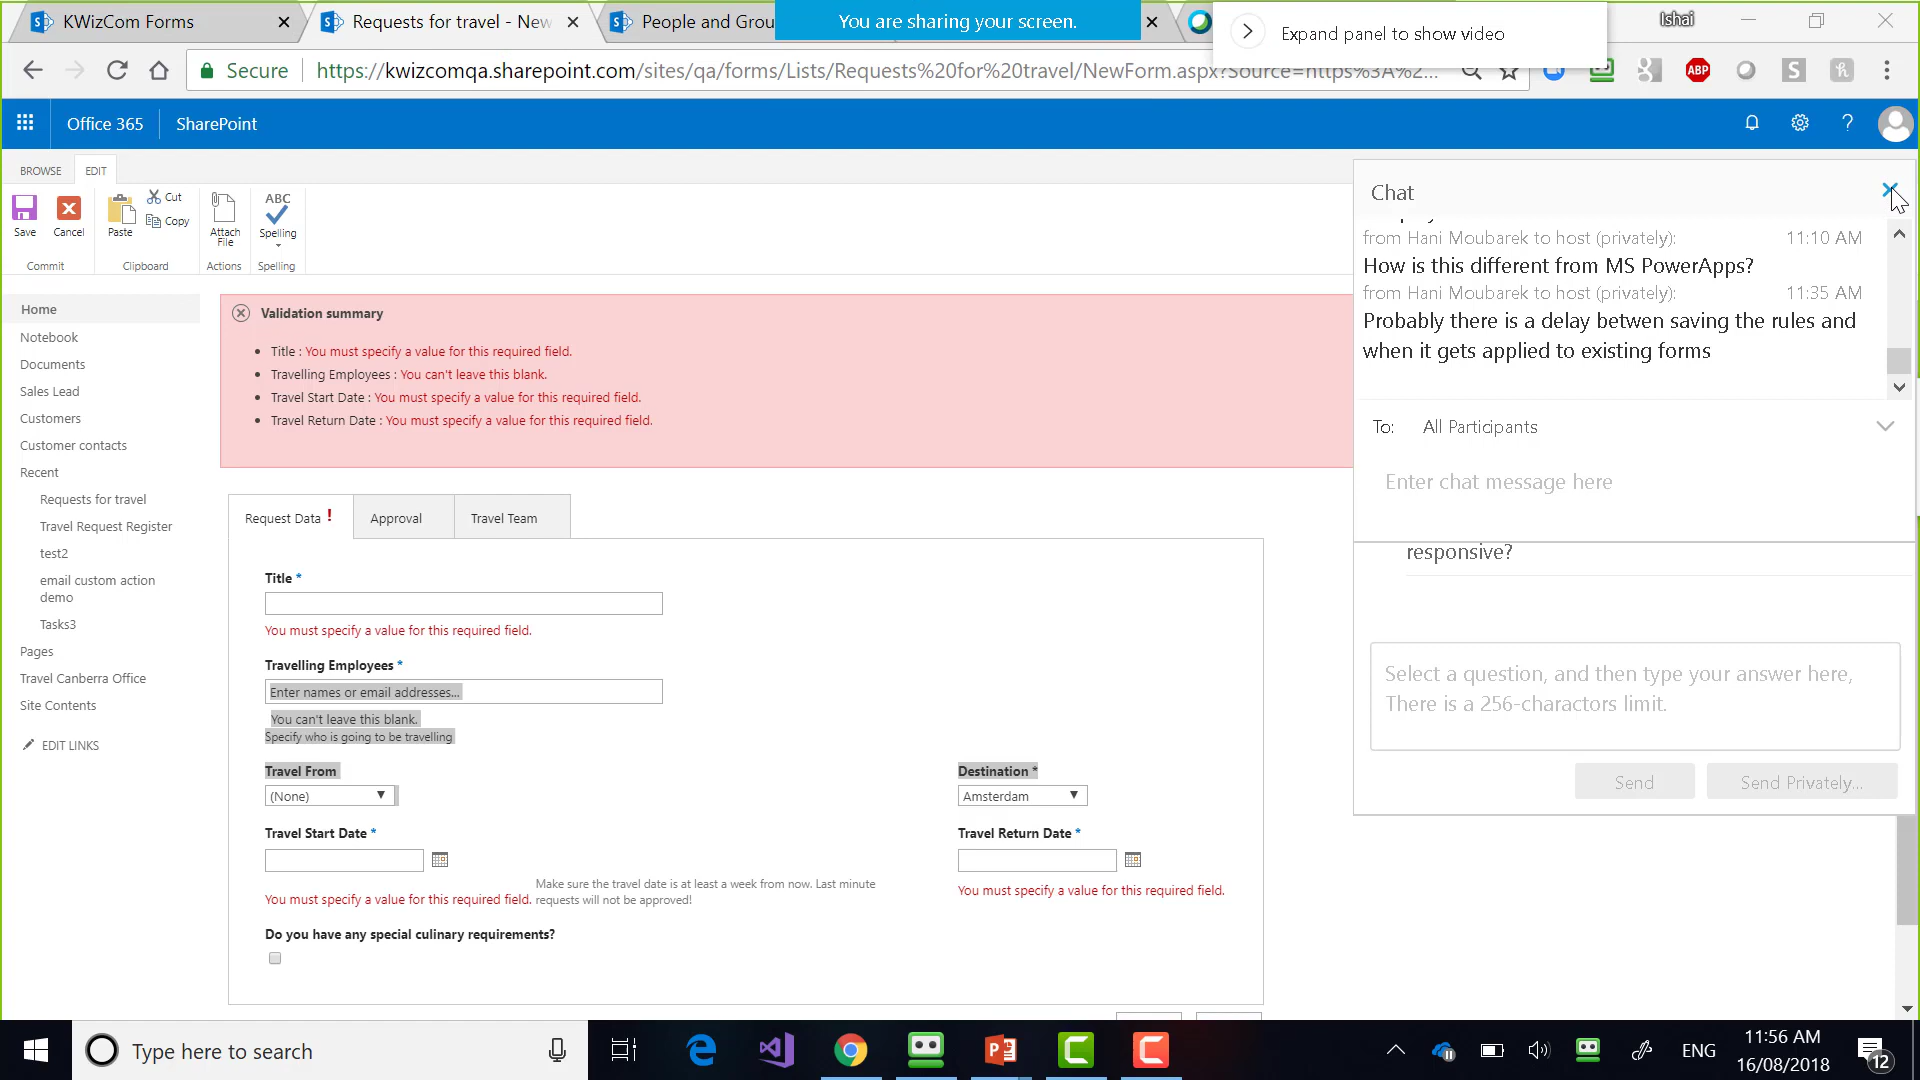 KWizCom Forms
Requests for travel - New
People and Grou
You are sharing your screen.
Expand panel to show video
Ishai
Secure
https://kwizcomqa.sharepoint.com/sites/qa/forms/Lists/Requests%20for%20travel/NewForm.aspx?Source=https%3A%2...
ABP
Office 365
SharePoint
BROWSE
EDIT
Save
Cancel
Paste
Cut
Copy
Attach File
ABC
Spelling
Commit
Clipboard
Actions
Spelling
Home
Notebook
Documents
Sales Lead
Customers
Customer contacts
Recent
Requests for travel
Travel Request Register
test2
email custom action
demo
Tasks3
Pages
Travel Canberra Office
Site Contents
EDIT LINKS
Validation summary
Title : You must specify a value for this required field.
Travelling Employees : You can't leave this blank.
Travel Start Date : You must specify a value for this required field.
Travel Return Date : You must specify a value for this required field.
Request Data !
Approval
Travel Team
Title *
You must specify a value for this required field.
Travelling Employees *
Enter names or email addresses...
You can't leave this blank.
Specify who is going to be travelling
Travel From
(None)
Destination *
Amsterdam
Travel Start Date *
You must specify a value for this required field.
Make sure the travel date is at least a week from now. Last minute
requests will not be approved!
Travel Return Date *
You must specify a value for this required field.
Do you have any special culinary requirements?
Chat
from Hani Moubarek to host (privately): 11:10 AM
How is this different from MS PowerApps?
from Hani Moubarek to host (privately): 11:35 AM
Probably there is a delay betwen saving the rules and
when it gets applied to existing forms
To: All Participants
Enter chat message here
responsive?
Select a question, and then type your answer here,
There is a 256-charactors limit.
Send
Send Privately...
Type here to search
ENG
11:56 AM
16/08/2018
12